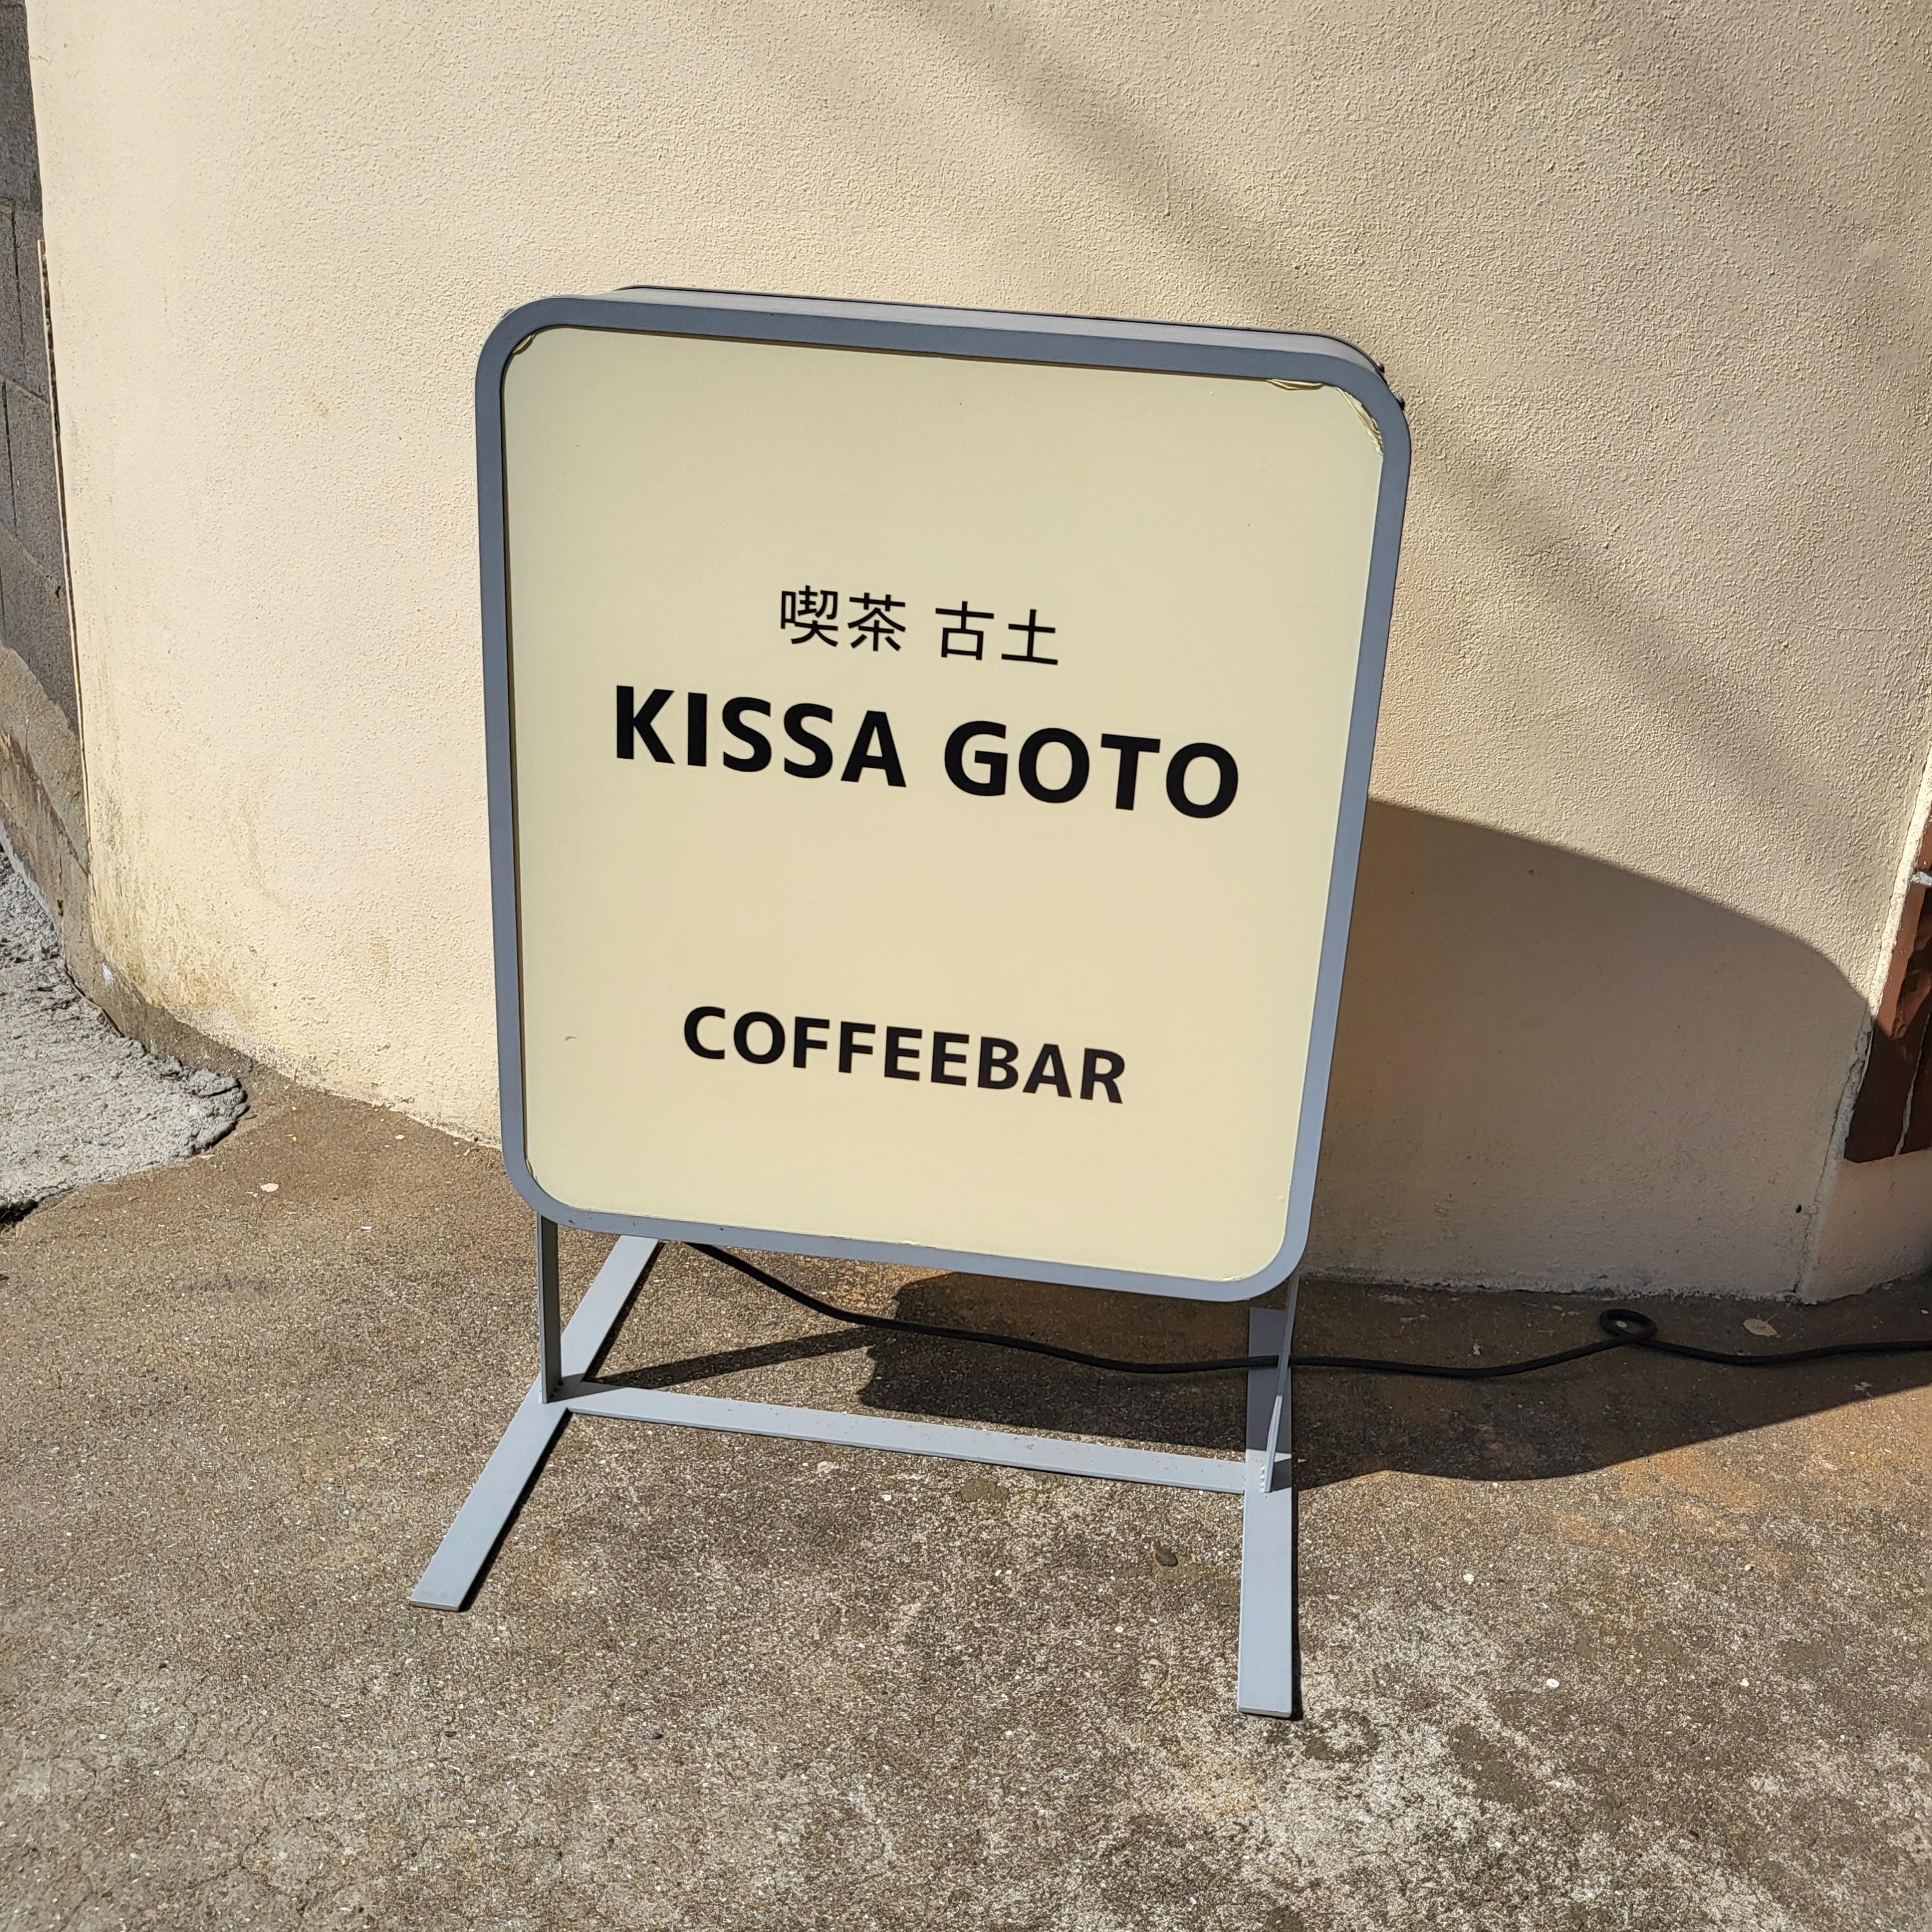 喫茶 古土
KISSA GOTO
COFFEEBAR